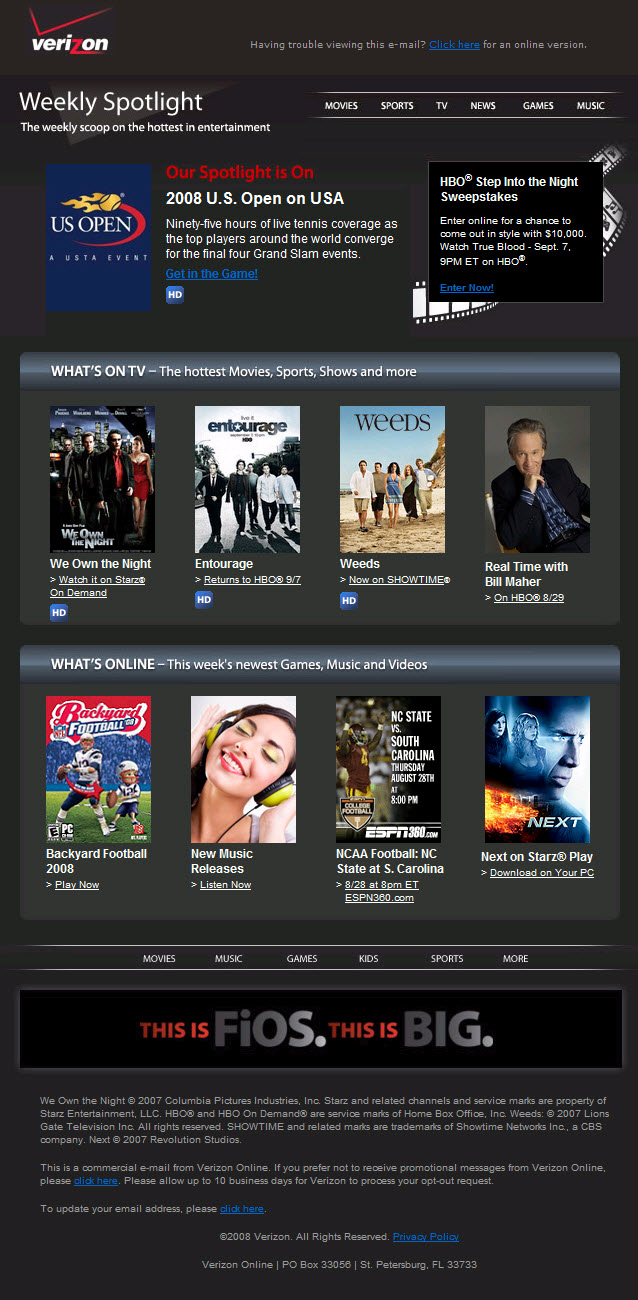 verizon
Having trouble viewing this e-mail? Click here for an online version.
Weekly Spotlight
The weekly scoop on the hottest in entertainment
MOVIES SPORTS TV NEWS GAMES MUSIC
US OPEN
A USTA EVENT
Our Spotlight is On
2008 U.S. Open on USA
Ninety-five hours of live tennis coverage as
the top players around the world converge
for the final four Grand Slam events.
Get in the Game!
HD
HBO® Step Into the Night
Sweepstakes
Enter online for a chance to
come out in style with $10,000.
Watch True Blood - Sept. 7,
9PM ET on HBO®.
Enter Now!
WHAT'S ON TV – The hottest Movies, Sports, Shows and more
WE OWN THE NIGHT
live it
entourage
HBO
WEEDS
We Own the Night
> Watch it on Starz®
On Demand
HD
Entourage
> Returns to HBO® 9/7
HD
Weeds
> Now on SHOWTIME®
HD
Real Time with
Bill Maher
> On HBO® 8/29
WHAT'S ONLINE – This week's newest Games, Music and Videos
Backyard
NFL
FOOTBALL '08
E
PC
NC STATE
VS.
SOUTH
CAROLINA
THURSDAY
AUGUST 28TH
AT
8:00 PM
COLLEGE
FOOTBALL
ESPN360.com
NEXT
Backyard Football
2008
> Play Now
New Music
Releases
> Listen Now
NCAA Football: NC
State at S. Carolina
> 8/28 at 8pm ET
ESPN360.com
Next on Starz® Play
> Download on Your PC
MOVIES MUSIC GAMES KIDS SPORTS MORE
THIS IS FiOS. THIS IS BIG.
We Own the Night © 2007 Columbia Pictures Industries, Inc. Starz and related channels and service marks are property of
Starz Entertainment, LLC. HBO® and HBO On Demand® are service marks of Home Box Office, Inc. Weeds: © 2007 Lions
Gate Television Inc. All rights reserved. SHOWTIME and related marks are trademarks of Showtime Networks Inc., a CBS
company. Next © 2007 Revolution Studios.
This is a commercial e-mail from Verizon Online. If you prefer not to receive promotional messages from Verizon Online,
please click here. Please allow up to 10 business days for Verizon to process your opt-out request.
To update your email address, please click here.
©2008 Verizon. All Rights Reserved. Privacy Policy
Verizon Online | PO Box 33056 | St. Petersburg, FL 33733